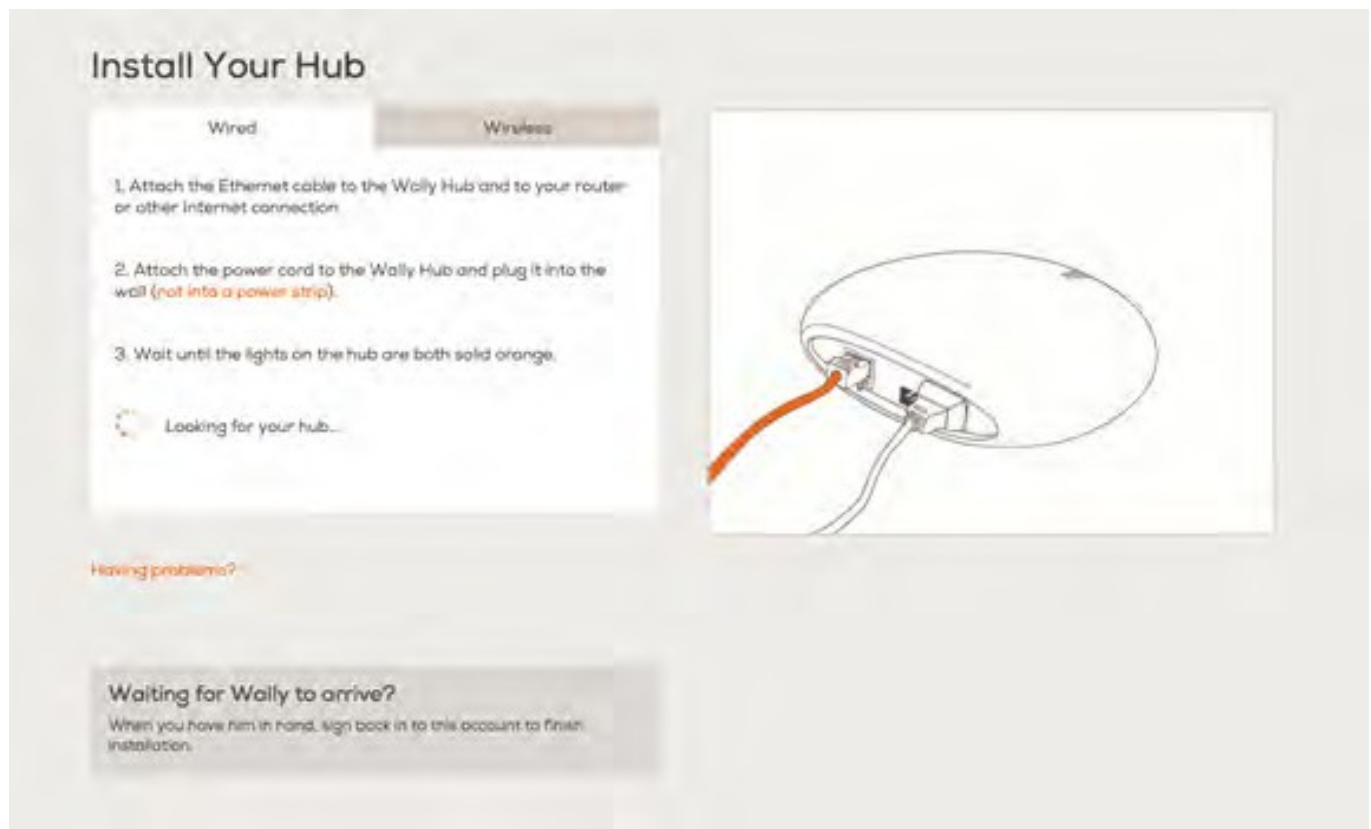 Install Your Hub
Wired
Wireless
1. Attach the Ethernet cable to the Wally Hub and to your router
or other Internet connection
2. Attach the power cord to the Wally Hub and plug it into the
wall (not into a power strip).
3. Wait until the lights on the hub are both solid orange.
Looking for your hub...
Having problems?
Waiting for Wally to arrive?
When you have him in hand, sign back in to this account to finish
installation.